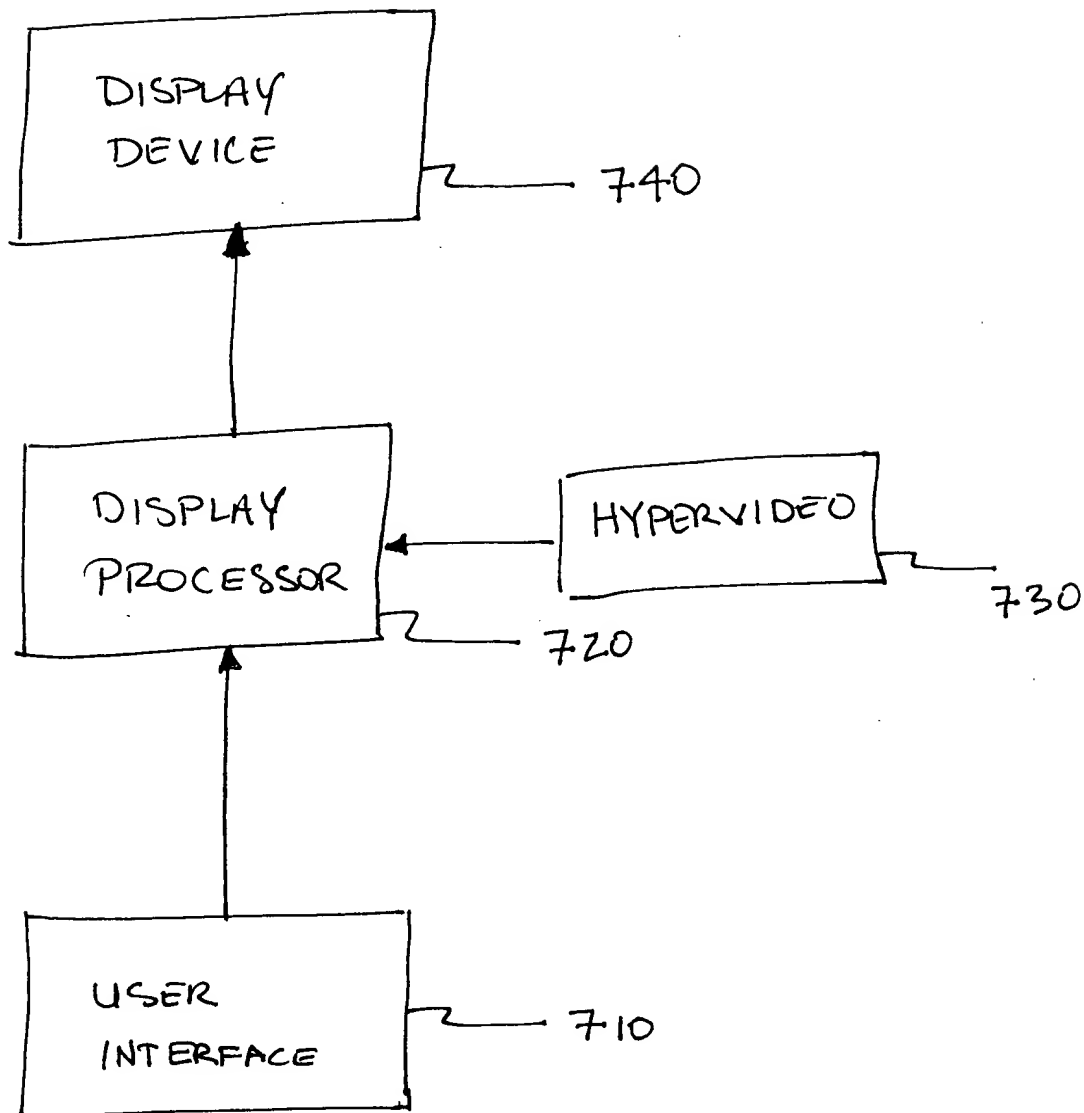 DISPLAY
DEVICE
740
DISPLAY
PROCESSOR
720
HYPERVIDEO
730
USER
INTERFACE
710